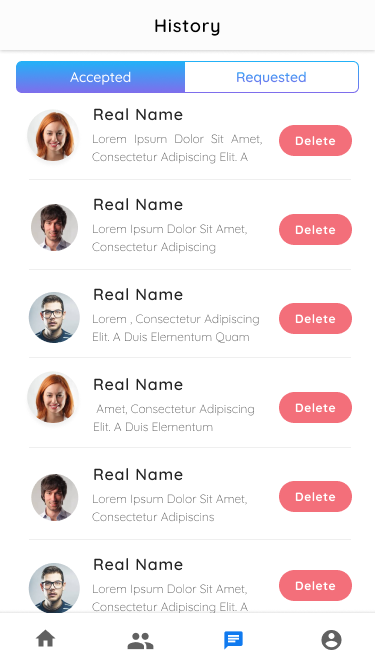 History
Accepted
Requested
Real Name
Lorem Ipsum Dolor Sit Amet,
Consectetur Adipiscing Elit. A
Delete
Real Name
Lorem Ipsum Dolor Sit Amet,
Consectetur Adipiscing
Delete
Real Name
Lorem , Consectetur Adipiscing
Elit. A Duis Elementum Quam
Delete
Real Name
Amet, Consectetur Adipiscing
Elit. A Duis Elementum
Delete
Real Name
Lorem Ipsum Dolor Sit Amet,
Consectetur Adipiscins
Delete
Real Name
Lorem Ipsum Dolor Sit Amet,
Consectetur Adipiscing Elit. A
Delete